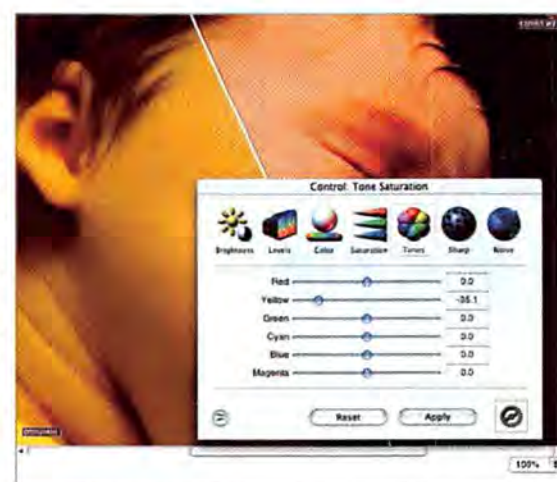 Control: Tone Saturation
Brightness Levels Color Saturation Tones Sharp Noise
Red 0.0
Yellow -35.1
Green 0.0
Cyan 0.0
Blue 0.0
Magenta 0.0
Reset Apply
100%